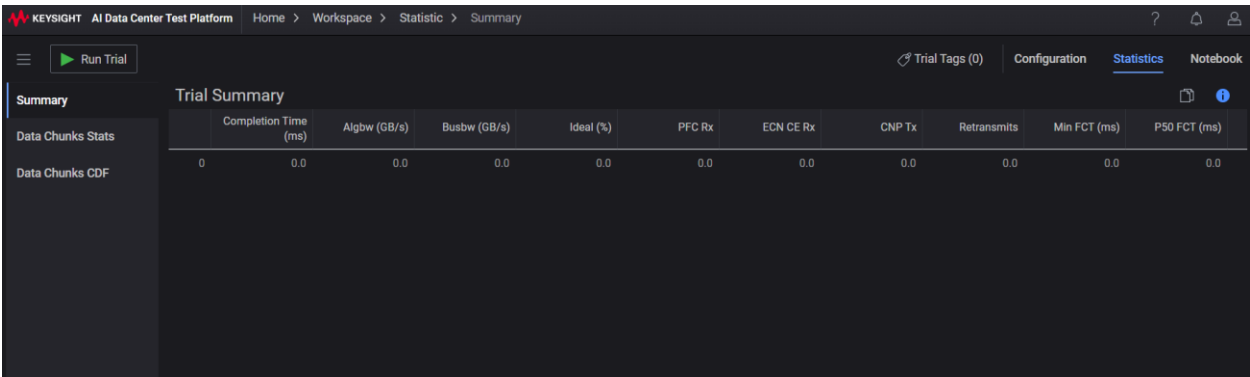 KEYSIGHT AI Data Center Test Platform Home > Workspace > Statistic > Summary ?
Run Trial Trial Tags (0) Configuration Statistics Notebook
Summary
Data Chunks Stats
Data Chunks CDF
Trial Summary
Completion Time (ms) Algbw (GB/s) Busbw (GB/s) Ideal (%) PFC Rx ECN CE Rx CNP Tx Retransmits Min FCT (ms) P50 FCT (ms)
0 0.0 0.0 0.0 0.0 0.0 0.0 0.0 0.0 0.0 0.0